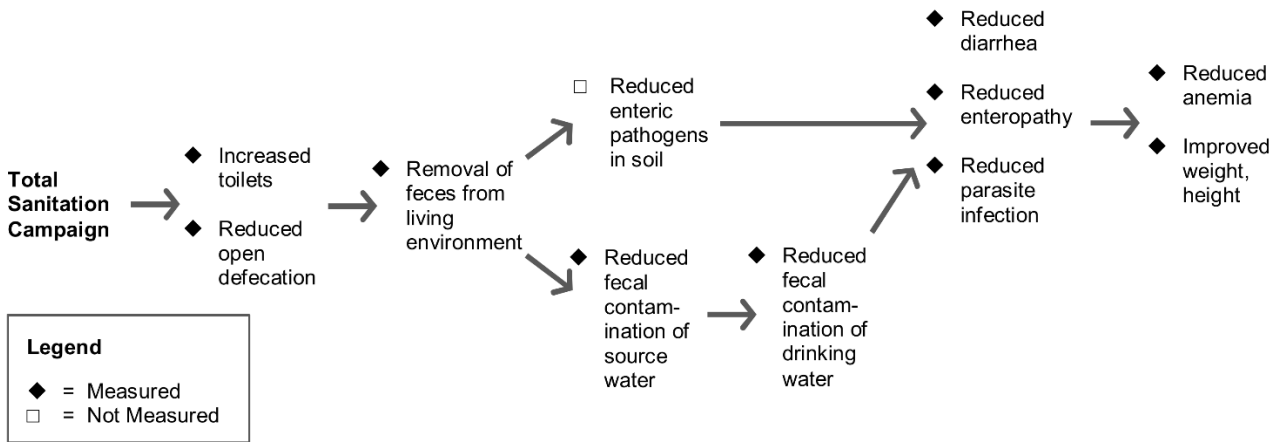 Total
Sanitation
Campaign
◆ Increased
toilets
◆ Reduced
open
defecation
◆ Removal of
feces from
living
environment
□ Reduced
enteric
pathogens
in soil
◆ Reduced
fecal
contam-
ination of
source
water
◆ Reduced
fecal
contam-
ination of
drinking
water
◆ Reduced
diarrhea
◆ Reduced
enteropathy
◆ Reduced
parasite
infection
◆ Reduced
anemia
◆ Improved
weight,
height
Legend
◆ = Measured
□ = Not Measured